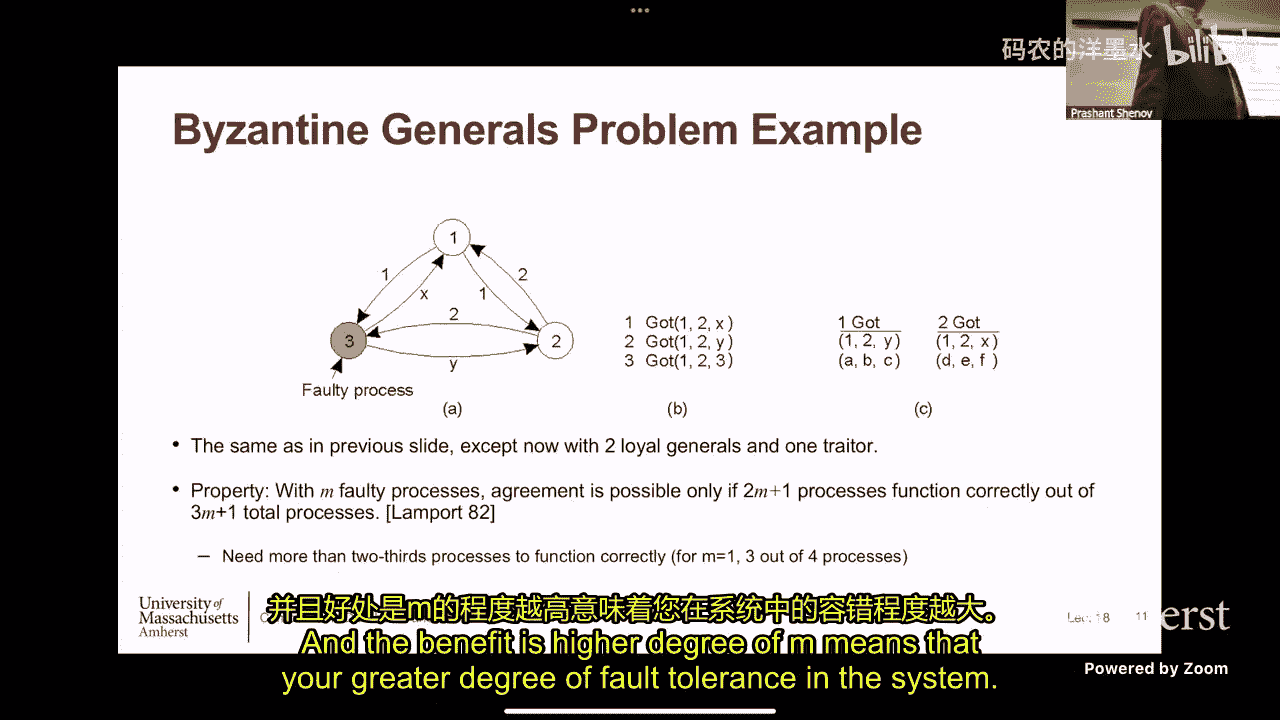 码农的洋墨水
Prashant Shenoy
Byzantine Generals Problem Example
1
1
x
1
2
2
3
2
y
Faulty process
(a)
1 Got(1, 2, x )
2 Got(1, 2, y )
3 Got(1, 2, 3 )
(b)
1 Got
(1, 2, y )
(a, b, c )
2 Got
(1, 2, x )
(d, e, f )
(c)
• The same as in previous slide, except now with 2 loyal generals and one traitor.
• Property: With m faulty processes, agreement is possible only if 2m+1 processes function correctly out of
3m+1 total processes. [Lamport 82]
– Need more than two-thirds processes to function correctly (for m=1, 3 out of 4 processes)
University of
Massachusetts
Amherst
11
erst
并且好处是m的程度越高意味着您在系统中的容错程度越大。
And the benefit is higher degree of m means that
your greater degree of fault tolerance in the system.
Powered by Zoom